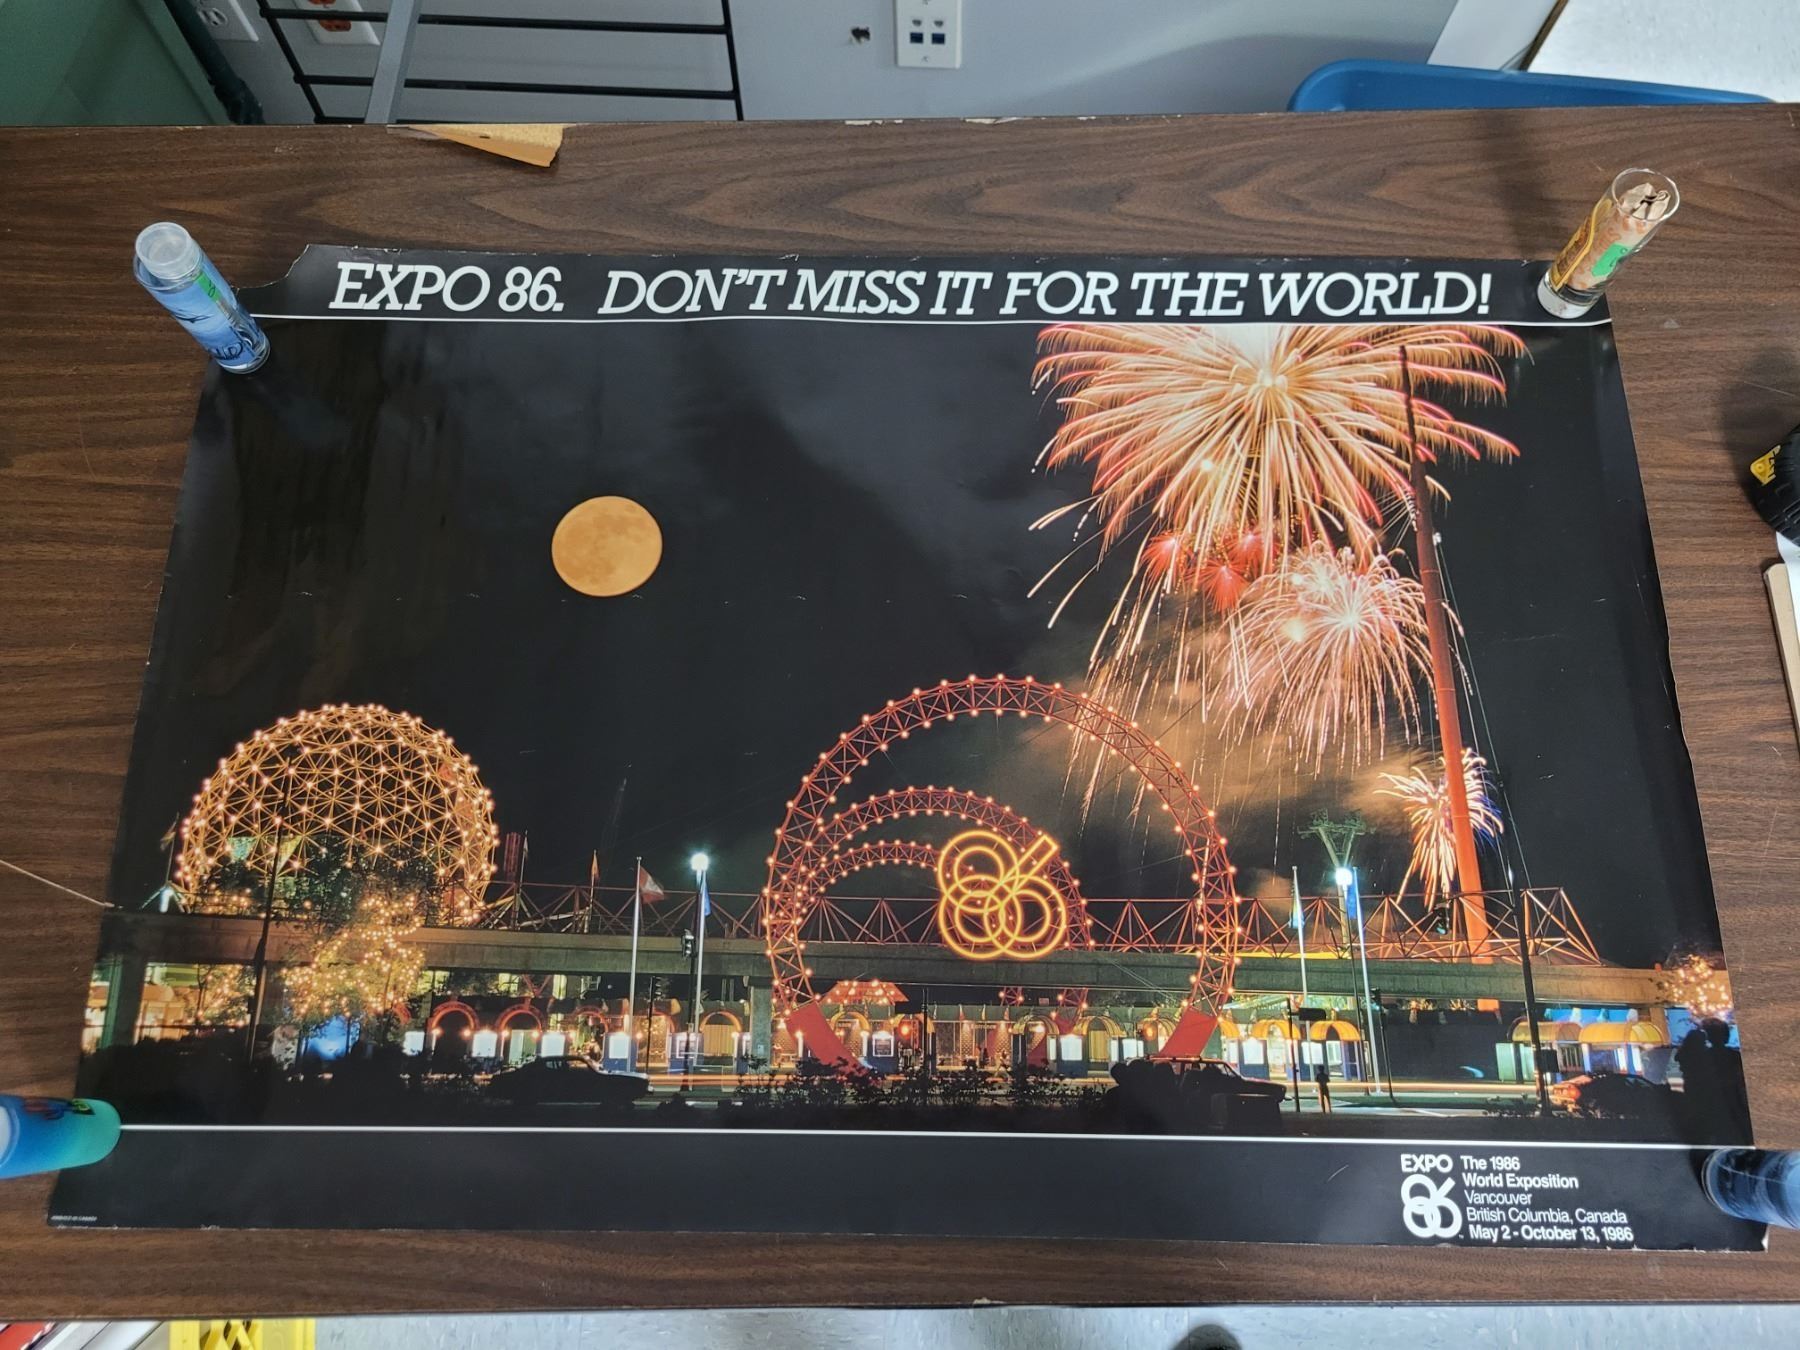 EXPO 86. DON'T MISS IT FOR THE WORLD!
86
EXPO
86
The 1986
World Exposition
Vancouver
British Columbia, Canada
May 2 - October 13, 1986